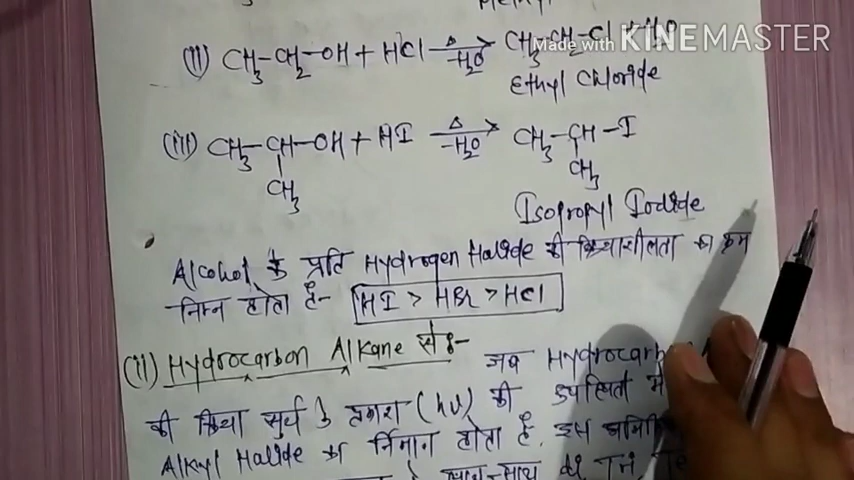 (ii) CH₃-CH₂-OH + HCl —Δ/-H₂O→ CH₃-CH₂-Cl + H₂O
Made with KINEMASTER
Ethyl Chloride
(iii) CH₃-CH-OH + HI —Δ/-H₂O→ CH₃-CH-I
CH₃ CH₃
Isopropyl Iodide
Alcohol के प्रति Hydrogen Halide की क्रियाशीलता का क्रम
निम्न होता है- HI > HBr > HCl
(ii) Hydrocarbon Alkane से:- जब
की क्रिया सूर्य के प्रकाश (hν) की में
Alkyl Halide का होता है, इस
साथ-साथ